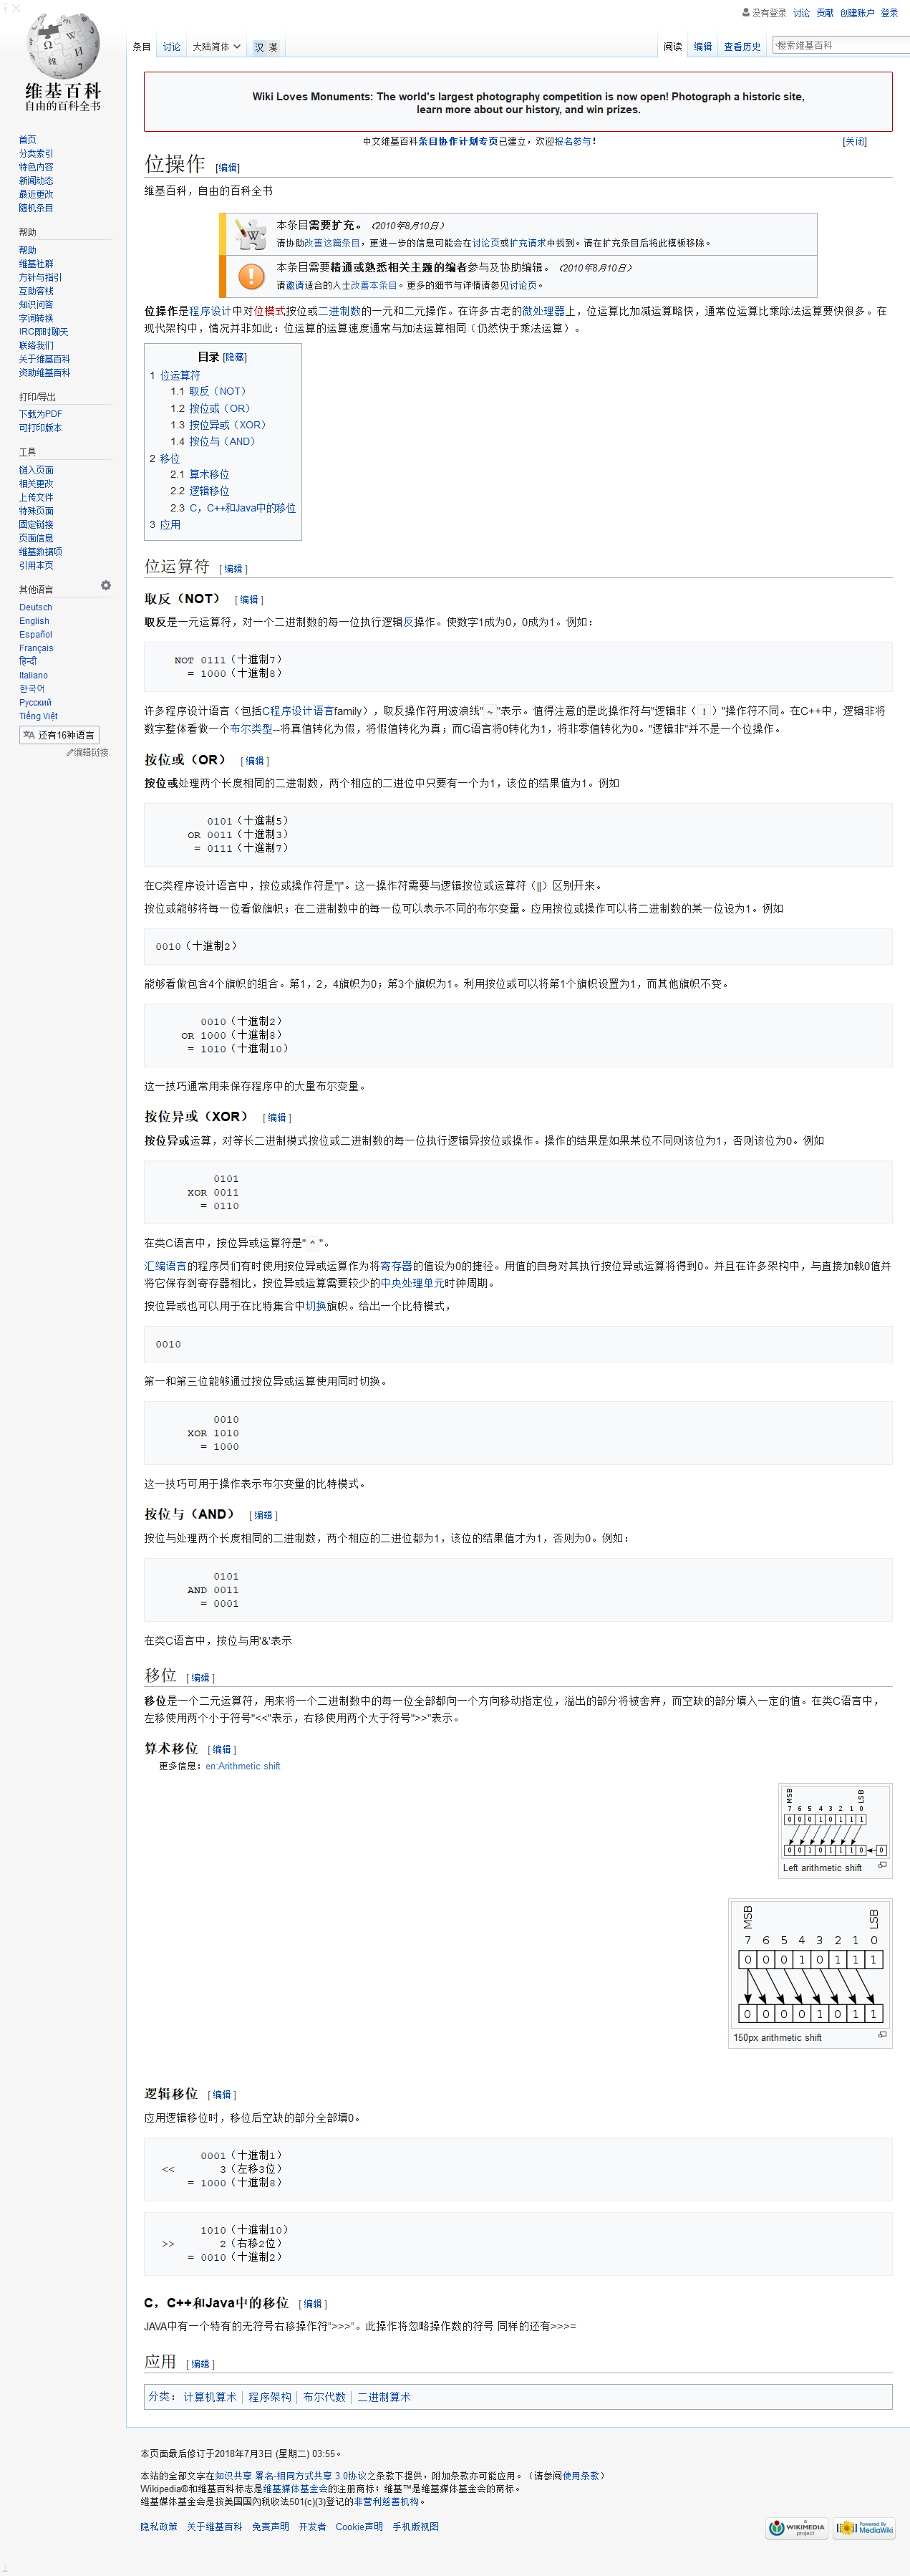 没有登录 讨论 贡献 创建账户 登录
条目 讨论 大陆简体 汉 漢 阅读 编辑 查看历史 搜索维基百科
维基百科
自由的百科全书
首页
分类索引
特色内容
新闻动态
最近更改
随机条目
帮助
帮助
维基社群
方针与指引
互助客栈
知识问答
字词转换
IRC即时聊天
联络我们
关于维基百科
资助维基百科
打印/导出
下载为PDF
可打印版本
工具
链入页面
相关更改
上传文件
特殊页面
固定链接
页面信息
维基数据项
引用本页
其他语言
Deutsch
English
Español
Français
हिन्दी
Italiano
한국어
Русский
Tiếng Việt
还有16种语言
编辑链接
Wiki Loves Monuments: The world's largest photography competition is now open! Photograph a historic site,
learn more about our history, and win prizes.
中文维基百科条目协作计划专页已建立，欢迎报名参与！ [关闭]
位操作 [编辑]
维基百科，自由的百科全书
本条目需要扩充。（2010年8月10日）
请协助改善这篇条目，更进一步的信息可能会在讨论页或扩充请求中找到。请在扩充条目后将此模板移除。
本条目需要精通或熟悉相关主题的编者参与及协助编辑。（2010年8月10日）
请邀请适合的人士改善本条目。更多的细节与详情请参见讨论页。
位操作是程序设计中对位模式按位或二进制数的一元和二元操作。在许多古老的微处理器上，位运算比加减运算略快，通常位运算比乘除法运算要快很多。在
现代架构中，情况并非如此：位运算的运算速度通常与加法运算相同（仍然快于乘法运算）。
目录 [隐藏]
1 位运算符
1.1 取反（NOT）
1.2 按位或（OR）
1.3 按位异或（XOR）
1.4 按位与（AND）
2 移位
2.1 算术移位
2.2 逻辑移位
2.3 C，C++和Java中的移位
3 应用
位运算符 [ 编辑 ]
取反（NOT） [ 编辑 ]
取反是一元运算符，对一个二进制数的每一位执行逻辑反操作。使数字1成为0，0成为1。例如：
NOT 0111（十进制7）
= 1000（十进制8）
许多程序设计语言（包括C程序设计语言family），取反操作符用波浪线"~"表示。值得注意的是此操作符与"逻辑非（!）"操作符不同。在C++中，逻辑非将
数字整体看做一个布尔类型--将真值转化为假，将假值转化为真；而C语言将0转化为1，将非零值转化为0。"逻辑非"并不是一个位操作。
按位或（OR） [ 编辑 ]
按位或处理两个长度相同的二进制数，两个相应的二进位中只要有一个为1，该位的结果值为1。例如
0101（十进制5）
OR 0011（十进制3）
= 0111（十进制7）
在C类程序设计语言中，按位或操作符是"|"。这一操作符需要与逻辑按位或运算符（||）区别开来。
按位或能够将每一位看做旗帜；在二进制数中的每一位可以表示不同的布尔变量。应用按位或操作可以将二进制数的某一位设为1。例如
0010（十進制2）
能够看做包含4个旗帜的组合。第1，2，4旗帜为0；第3个旗帜为1。利用按位或可以将第1个旗帜设置为1，而其他旗帜不变。
0010（十進制2）
OR 1000（十進制8）
= 1010（十進制10）
这一技巧通常用来保存程序中的大量布尔变量。
按位异或（XOR） [ 编辑 ]
按位异或运算，对等长二进制模式按位或二进制数的每一位执行逻辑异按位或操作。操作的结果是如果某位不同则该位为1，否则该位为0。例如
0101
XOR 0011
= 0110
在类C语言中，按位异或运算符是"^"。
汇编语言的程序员们有时使用按位异或运算作为将寄存器的值设为0的捷径。用值的自身对其执行按位异或运算将得到0。并且在许多架构中，与直接加载0值并
将它保存到寄存器相比，按位异或运算需要较少的中央处理单元时钟周期。
按位异或也可以用于在比特集合中切换旗帜。给出一个比特模式，
0010
第一和第三位能够通过按位异或运算使用同时切换。
0010
XOR 1010
= 1000
这一技巧可用于操作表示布尔变量的比特模式。
按位与（AND） [ 编辑 ]
按位与处理两个长度相同的二进制数，两个相应的二进位都为1，该位的结果值才为1，否则为0。例如：
0101
AND 0011
= 0001
在类C语言中，按位与用'&'表示
移位 [ 编辑 ]
移位是一个二元运算符，用来将一个二进制数中的每一位全部都向一个方向移动指定位，溢出的部分将被舍弃，而空缺的部分填入一定的值。在类C语言中，
左移使用两个小于符号"<<"表示，右移使用两个大于符号">>"表示。
算术移位 [ 编辑 ]
更多信息：en:Arithmetic shift
MSB LSB
7 6 5 4 3 2 1 0
0 0 0 1 0 1 1 1
0 0 1 0 1 1 1 0 0
Left arithmetic shift
MSB LSB
7 6 5 4 3 2 1 0
0 0 0 1 0 1 1 1
0 0 0 0 1 0 1 1
150px arithmetic shift
逻辑移位 [ 编辑 ]
应用逻辑移位时，移位后空缺的部分全部填0。
0001（十進制1）
<< 3（左移3位）
= 1000（十進制8）
1010（十進制10）
>> 2（右移2位）
= 0010（十進制2）
C，C++和Java中的移位 [ 编辑 ]
JAVA中有一个特有的无符号右移操作符“>>>”。此操作将忽略操作数的符号 同样的还有>>>=
应用 [ 编辑 ]
分类： 计算机算术 | 程序架构 | 布尔代数 | 二进制算术
本页面最后修订于2018年7月3日 (星期二) 03:55。
本站的全部文字在知识共享 署名-相同方式共享 3.0协议之条款下提供，附加条款亦可能应用。（请参阅使用条款）
Wikipedia®和维基百科标志是维基媒体基金会的注册商标；维基™是维基媒体基金会的商标。
维基媒体基金会是按美国国內稅收法501(c)(3)登记的非营利慈善机构。
隐私政策 关于维基百科 免责声明 开发者 Cookie声明 手机版视图
WIKIMEDIA project Powered By MediaWiki